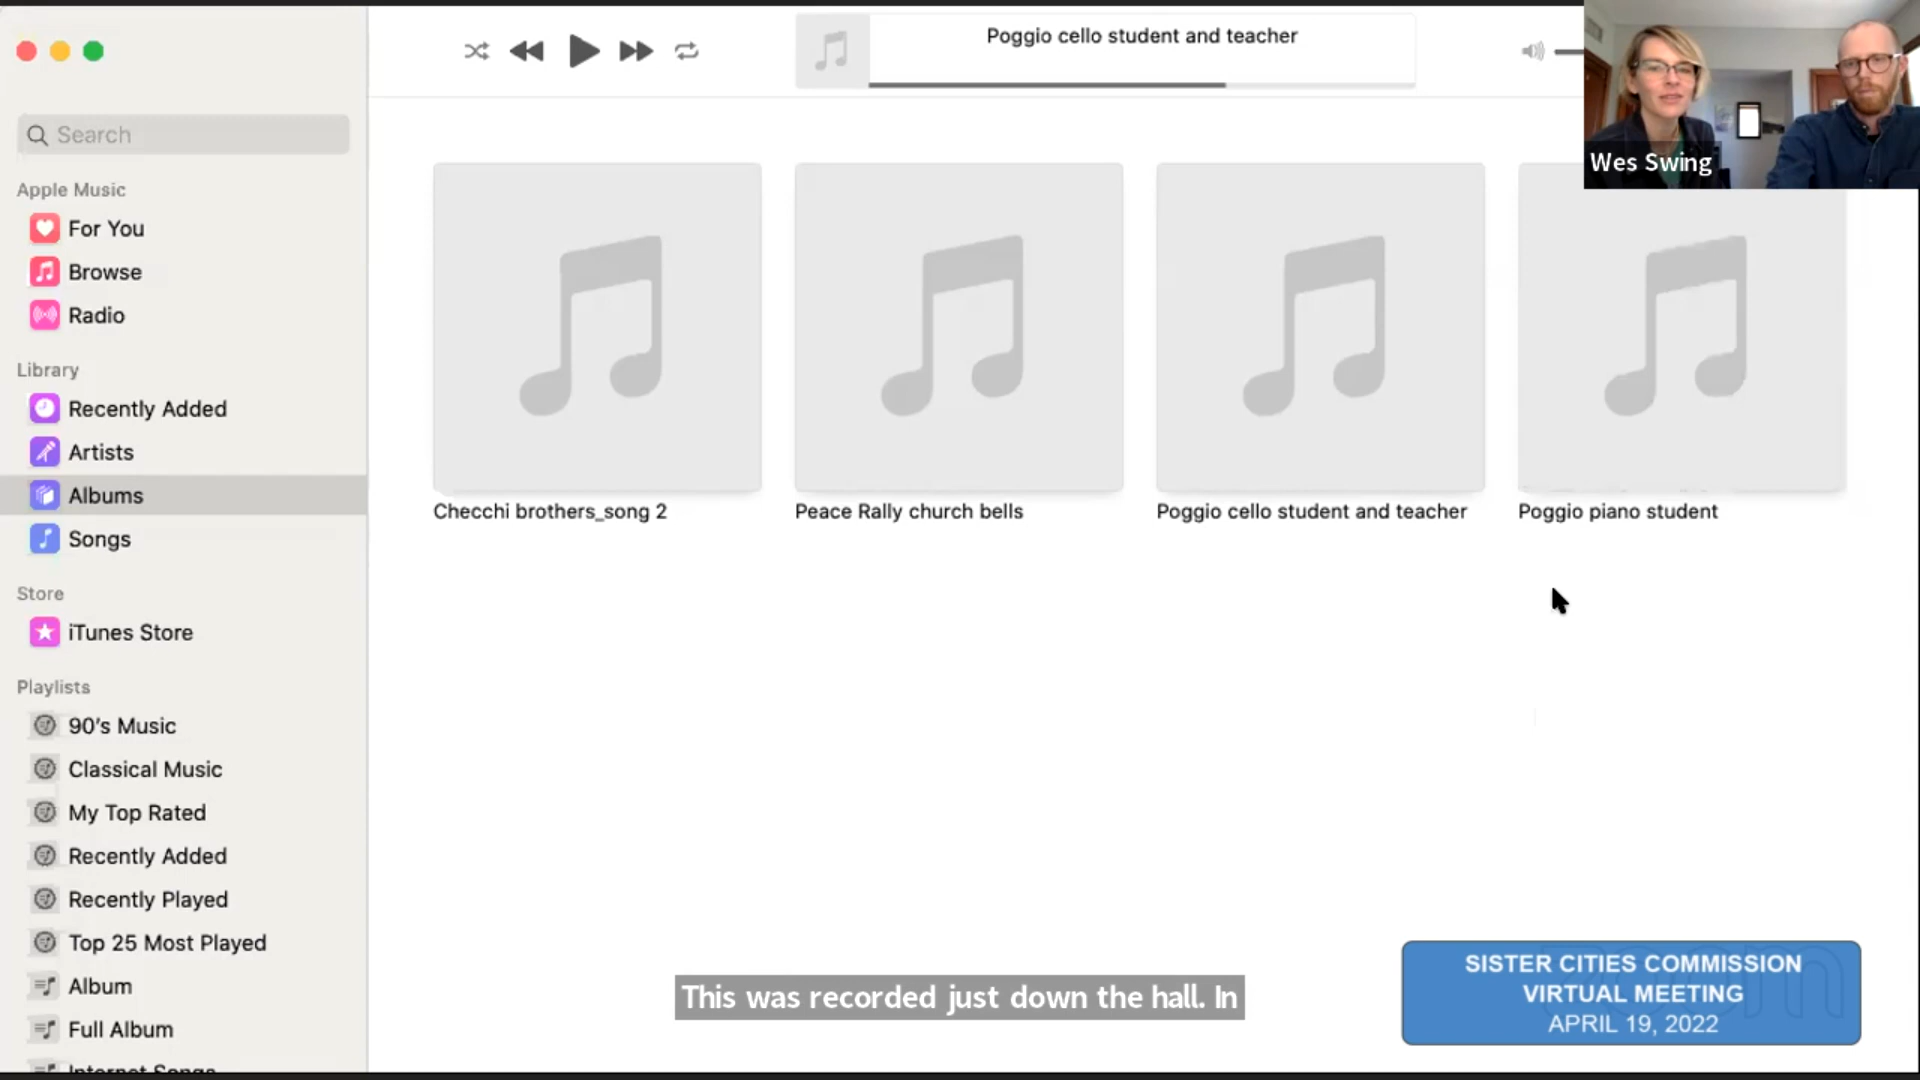 Poggio cello student and teacher
Wes Swing
Search
Apple Music
For You
Browse
Radio
Library
Recently Added
Artists
Albums
Songs
Store
iTunes Store
Playlists
90's Music
Classical Music
My Top Rated
Recently Added
Recently Played
Top 25 Most Played
Album
Full Album
Internet Songs
Checchi brothers_song 2
Peace Rally church bells
Poggio cello student and teacher
Poggio piano student
This was recorded just down the hall. In
SISTER CITIES COMMISSION
VIRTUAL MEETING
APRIL 19, 2022
zoom